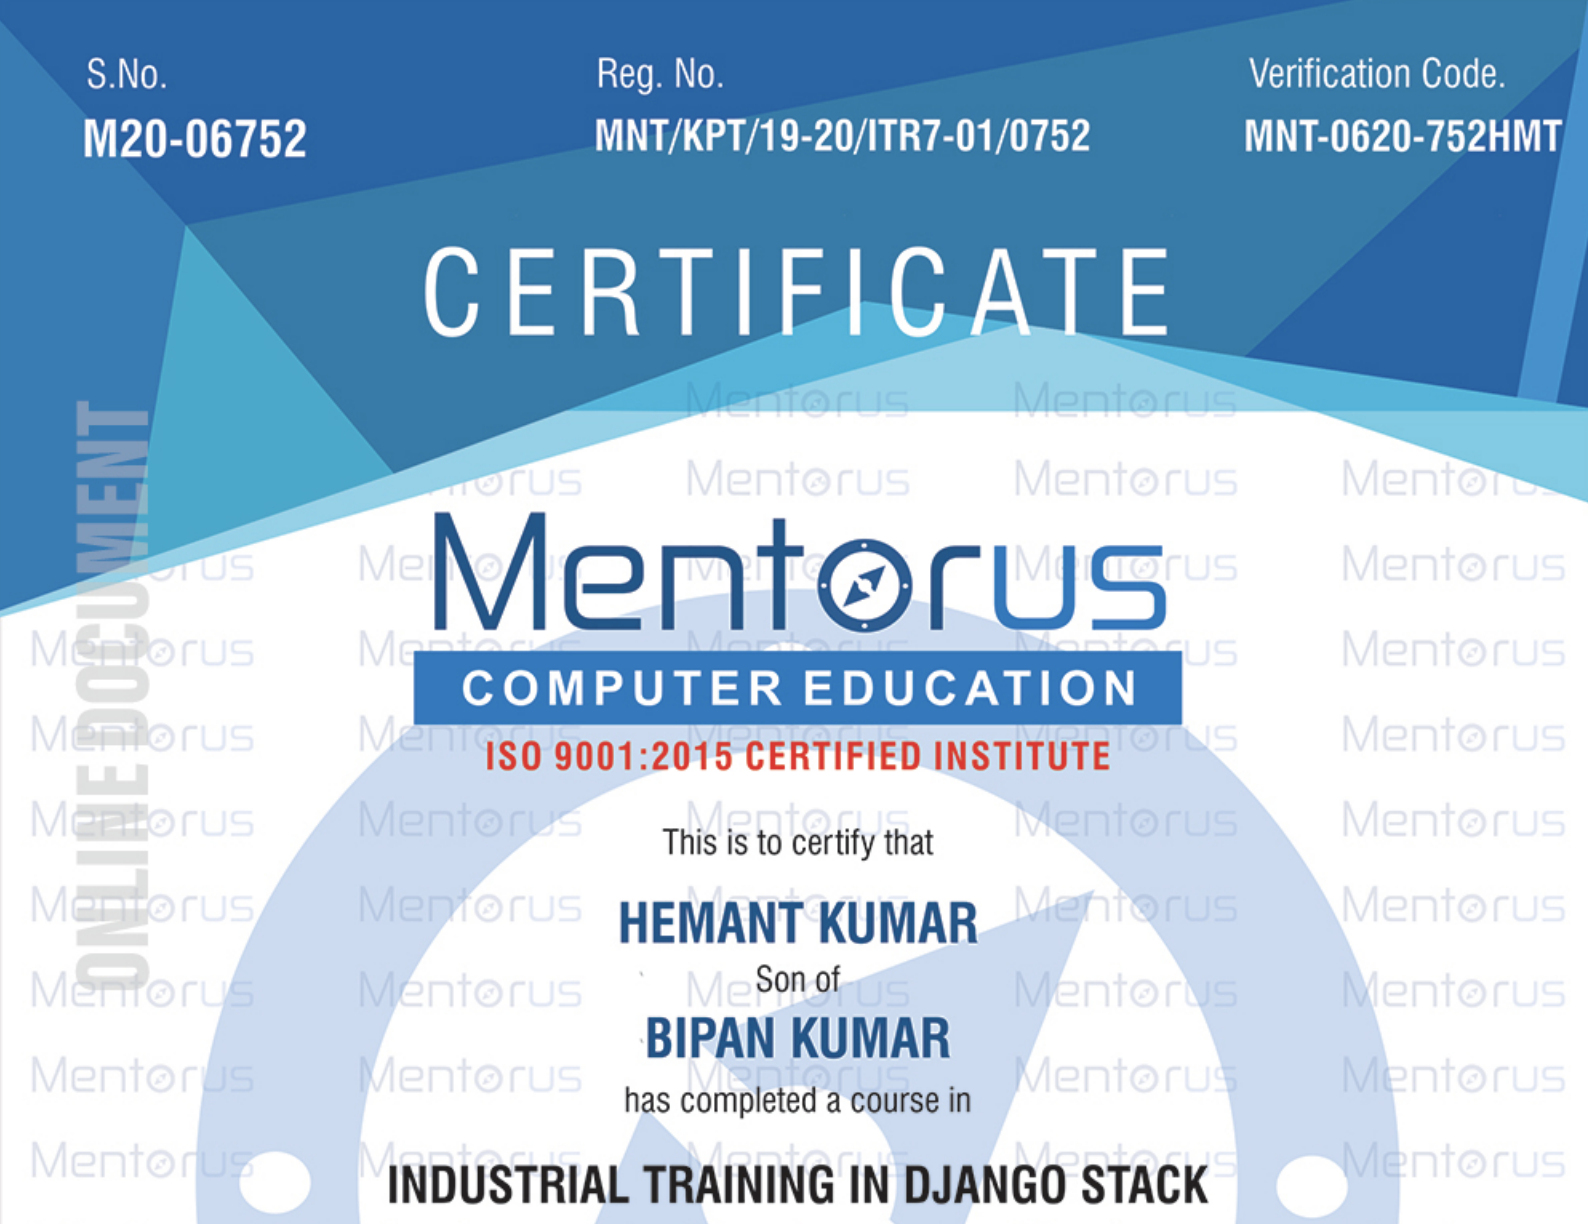 S.No.
M20-06752
Reg. No.
MNT/KPT/19-20/ITR7-01/0752
Verification Code.
MNT-0620-752HMT
CERTIFICATE
ONLINE DOCUMENT
Mentorus
COMPUTER EDUCATION
ISO 9001:2015 CERTIFIED INSTITUTE
This is to certify that
HEMANT KUMAR
Son of
BIPAN KUMAR
has completed a course in
INDUSTRIAL TRAINING IN DJANGO STACK